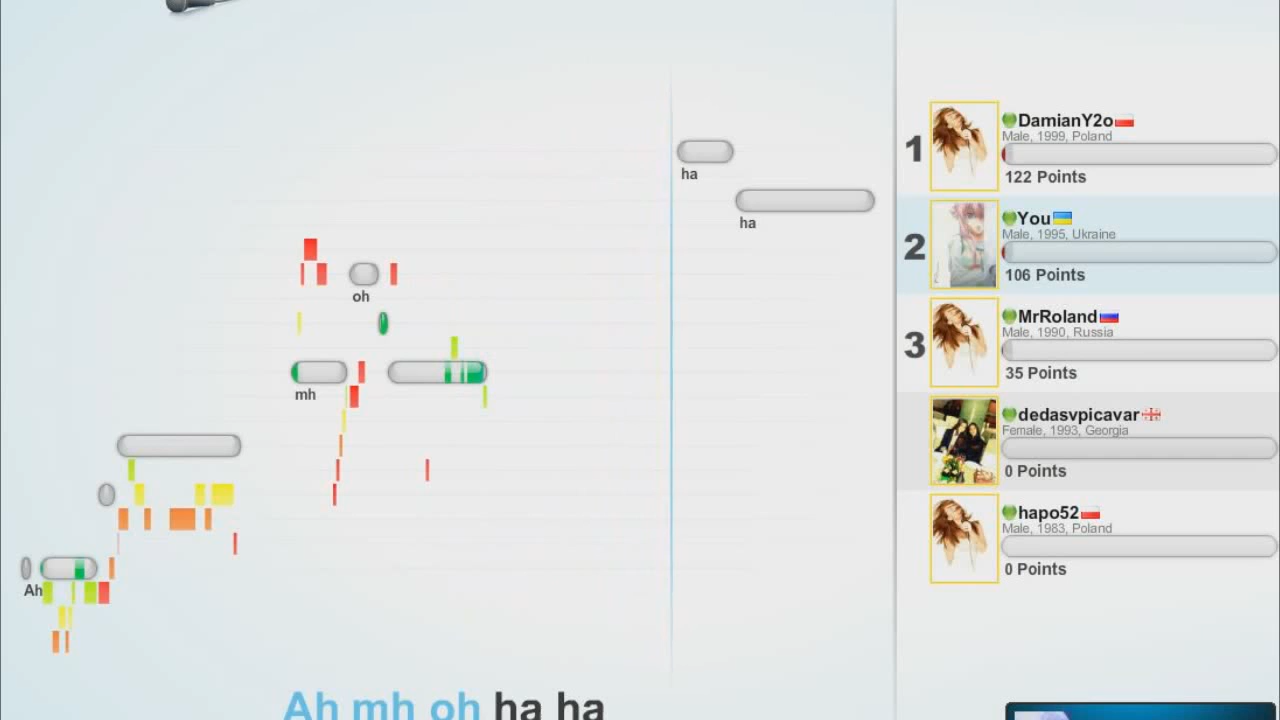 ha
ha
oh
mh
Ah
Ah mh oh ha ha
1
DamianY2o
Male, 1999, Poland
122 Points
2
You
Male, 1995, Ukraine
106 Points
3
MrRoland
Male, 1990, Russia
35 Points
dedasvpicavar
Female, 1993, Georgia
0 Points
hapo52
Male, 1983, Poland
0 Points